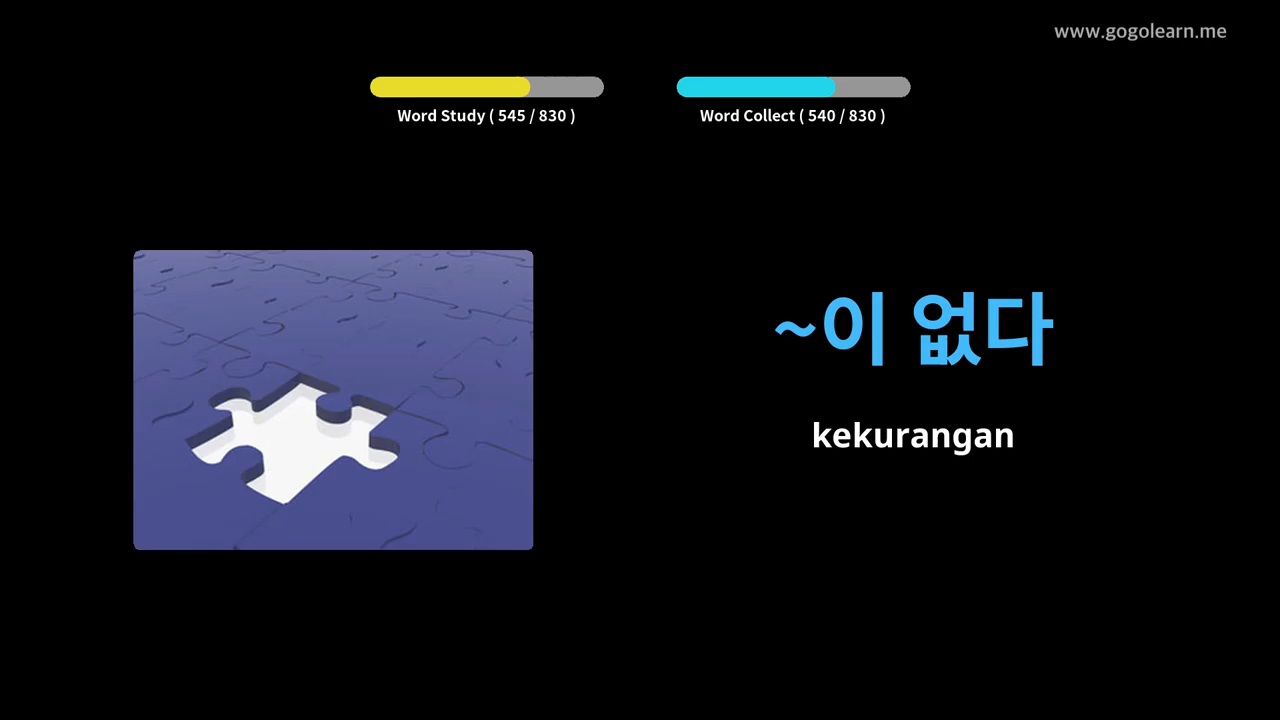 www.gogolearn.me
Word Study ( 545 / 830 )
Word Collect ( 540 / 830 )
~이 없다
kekurangan